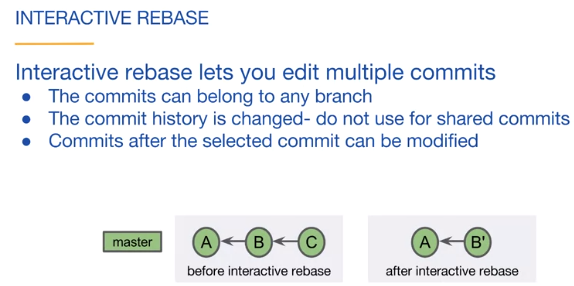 INTERACTIVE REBASE
Interactive rebase lets you edit multiple commits
● The commits can belong to any branch
● The commit history is changed- do not use for shared commits
● Commits after the selected commit can be modified
master
A B C
before interactive rebase
A B'
after interactive rebase